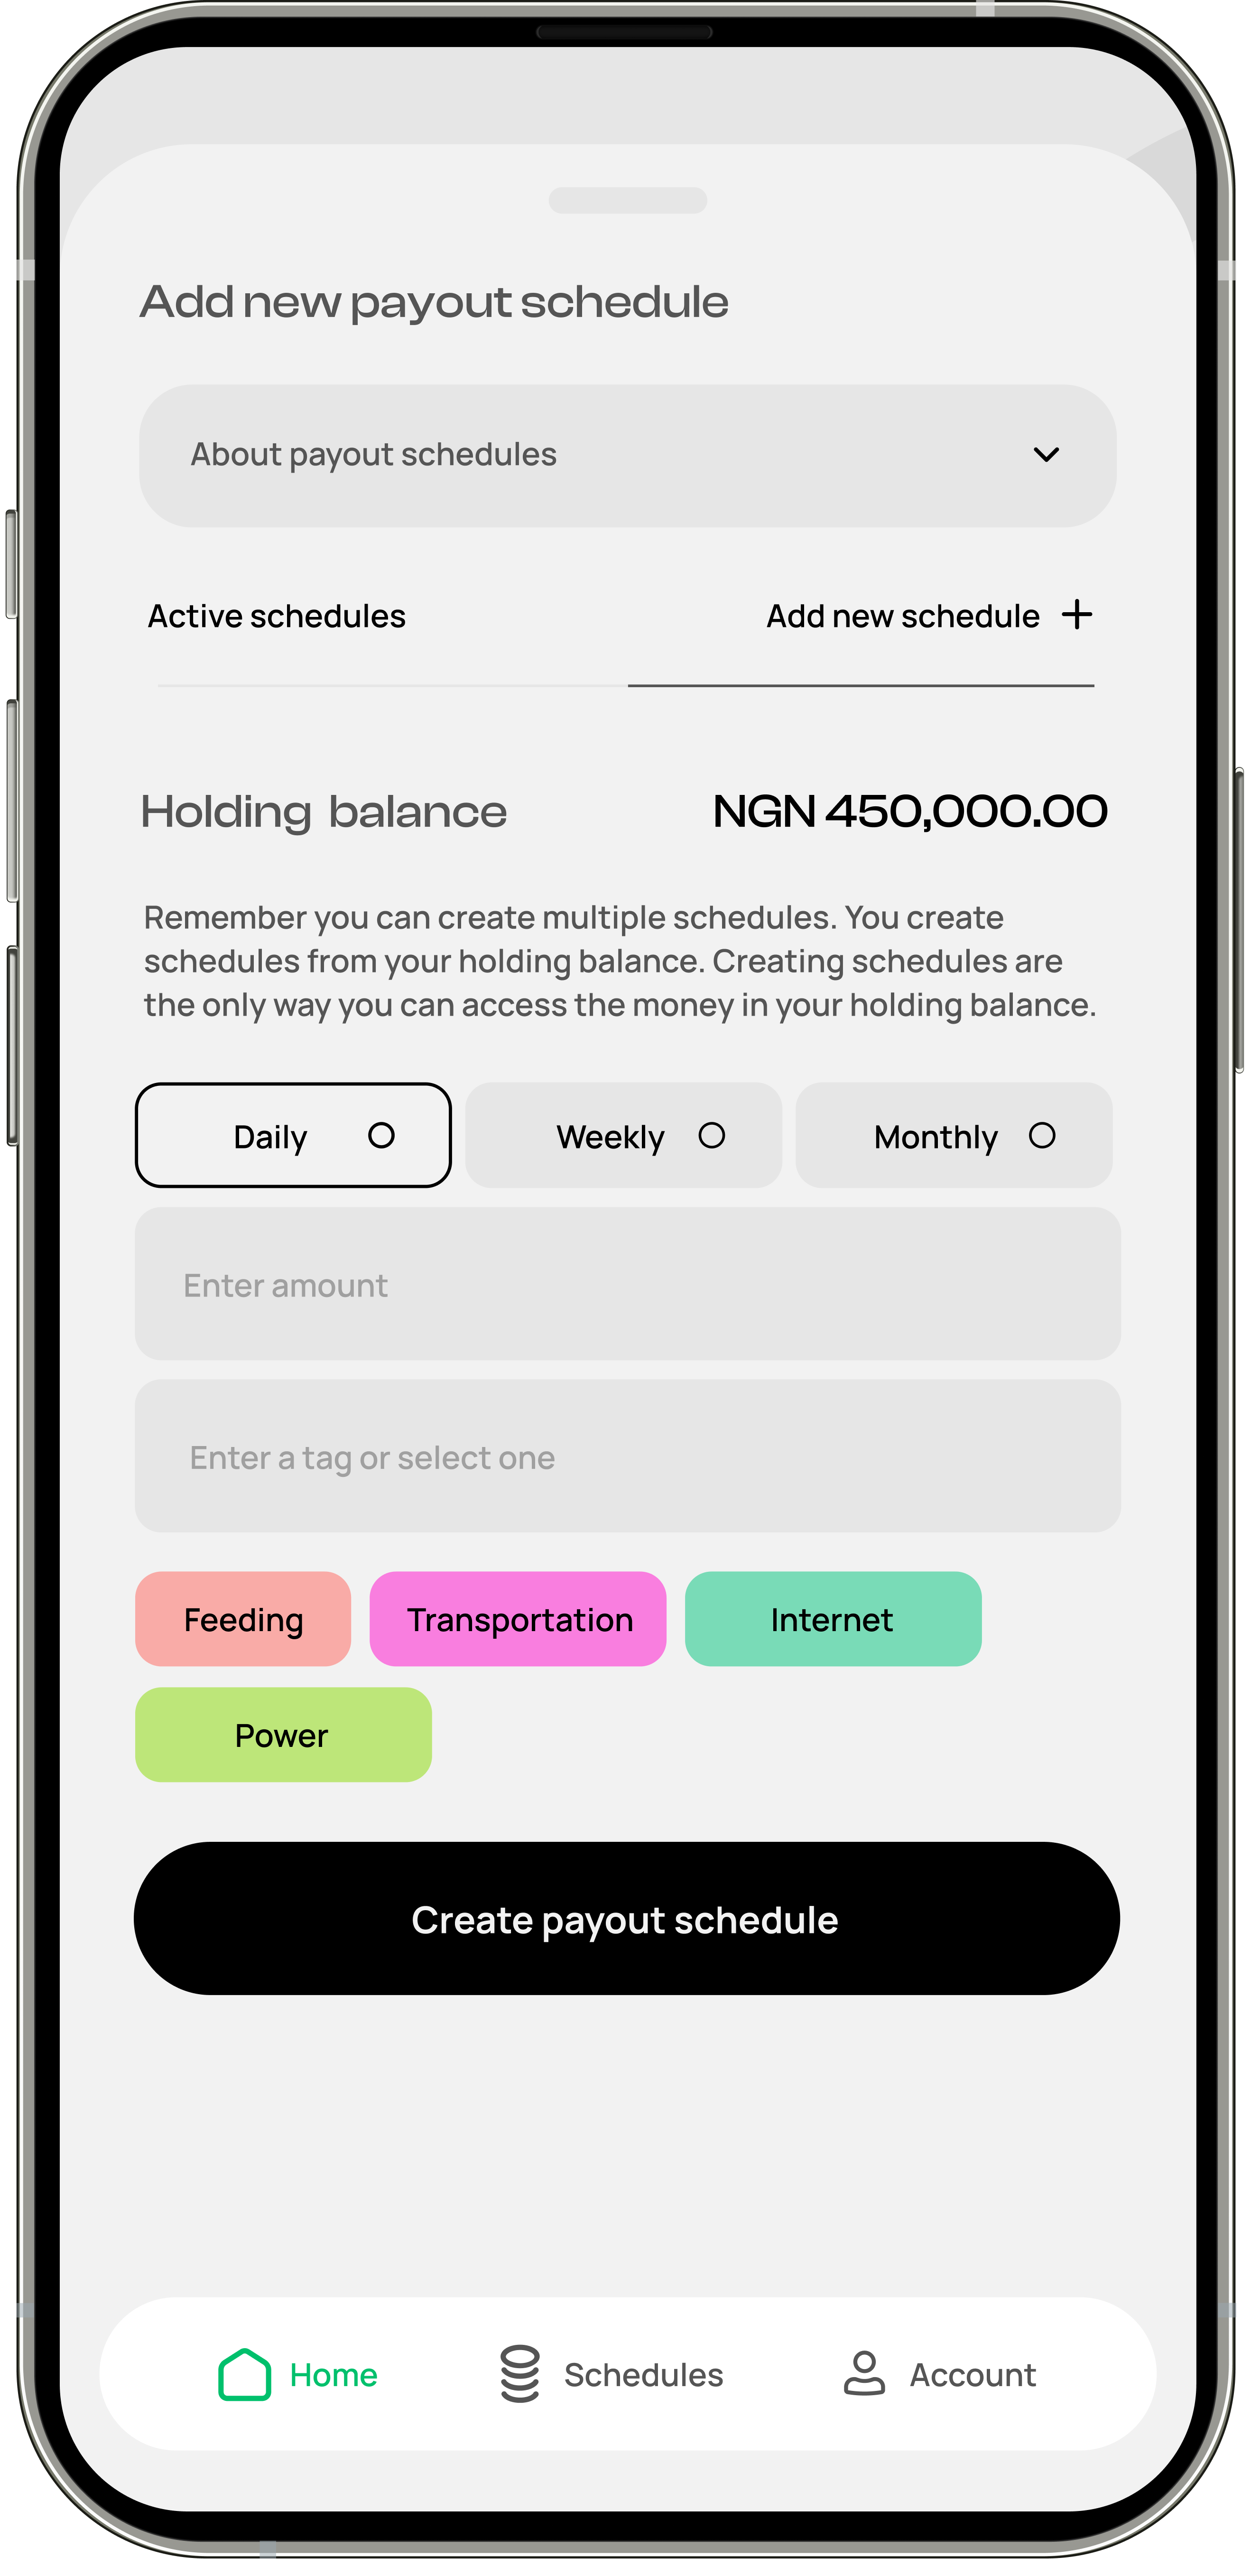 Add new payout schedule
About payout schedules
Active schedules
Add new schedule
Holding balance
NGN 450,000.00
Remember you can create multiple schedules. You create
schedules from your holding balance. Creating schedules are
the only way you can access the money in your holding balance.
Daily
Weekly
Monthly
Enter amount
Enter a tag or select one
Feeding
Transportation
Internet
Power
Create payout schedule
Home
Schedules
Account